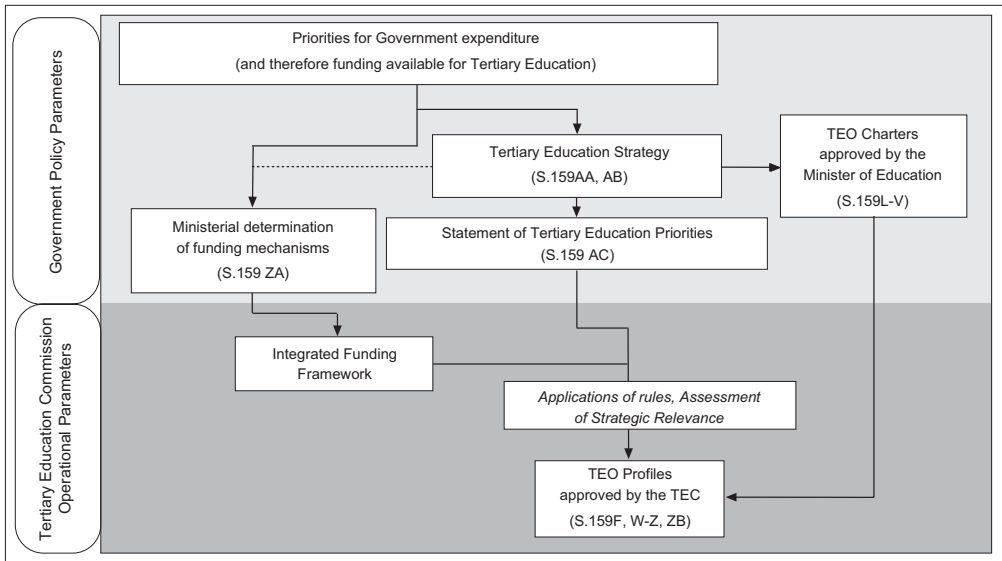 Government Policy Parameters
Priorities for Government expenditure
(and therefore funding available for Tertiary Education)
Tertiary Education Strategy
(S.159AA, AB)
TEO Charters
approved by the
Minister of Education
(S.159L-V)
Ministerial determination
of funding mechanisms
(S.159 ZA)
Statement of Tertiary Education Priorities
(S.159 AC)
Tertiary Education Commission
Operational Parameters
Integrated Funding
Framework
Applications of rules, Assessment
of Strategic Relevance
TEO Profiles
approved by the TEC
(S.159F, W-Z, ZB)